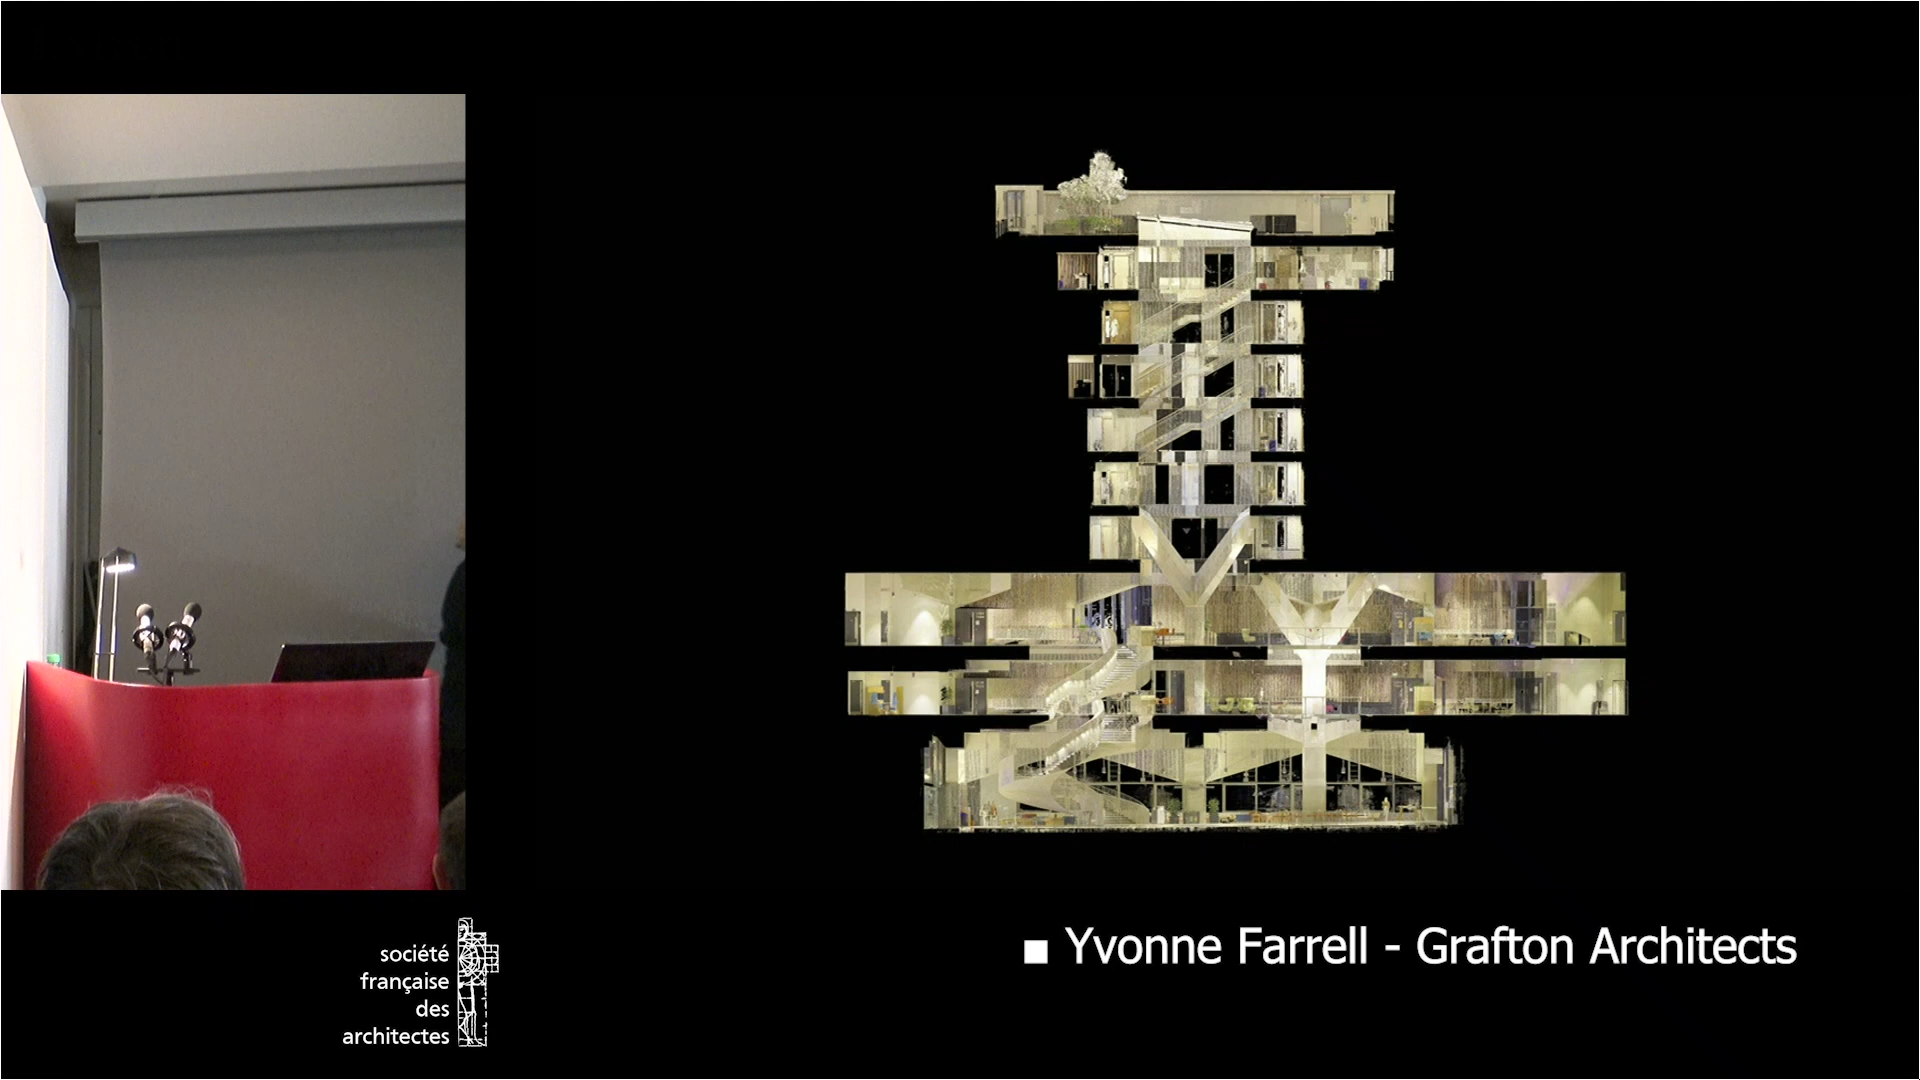 société
française
des
architectes
■ Yvonne Farrell - Grafton Architects